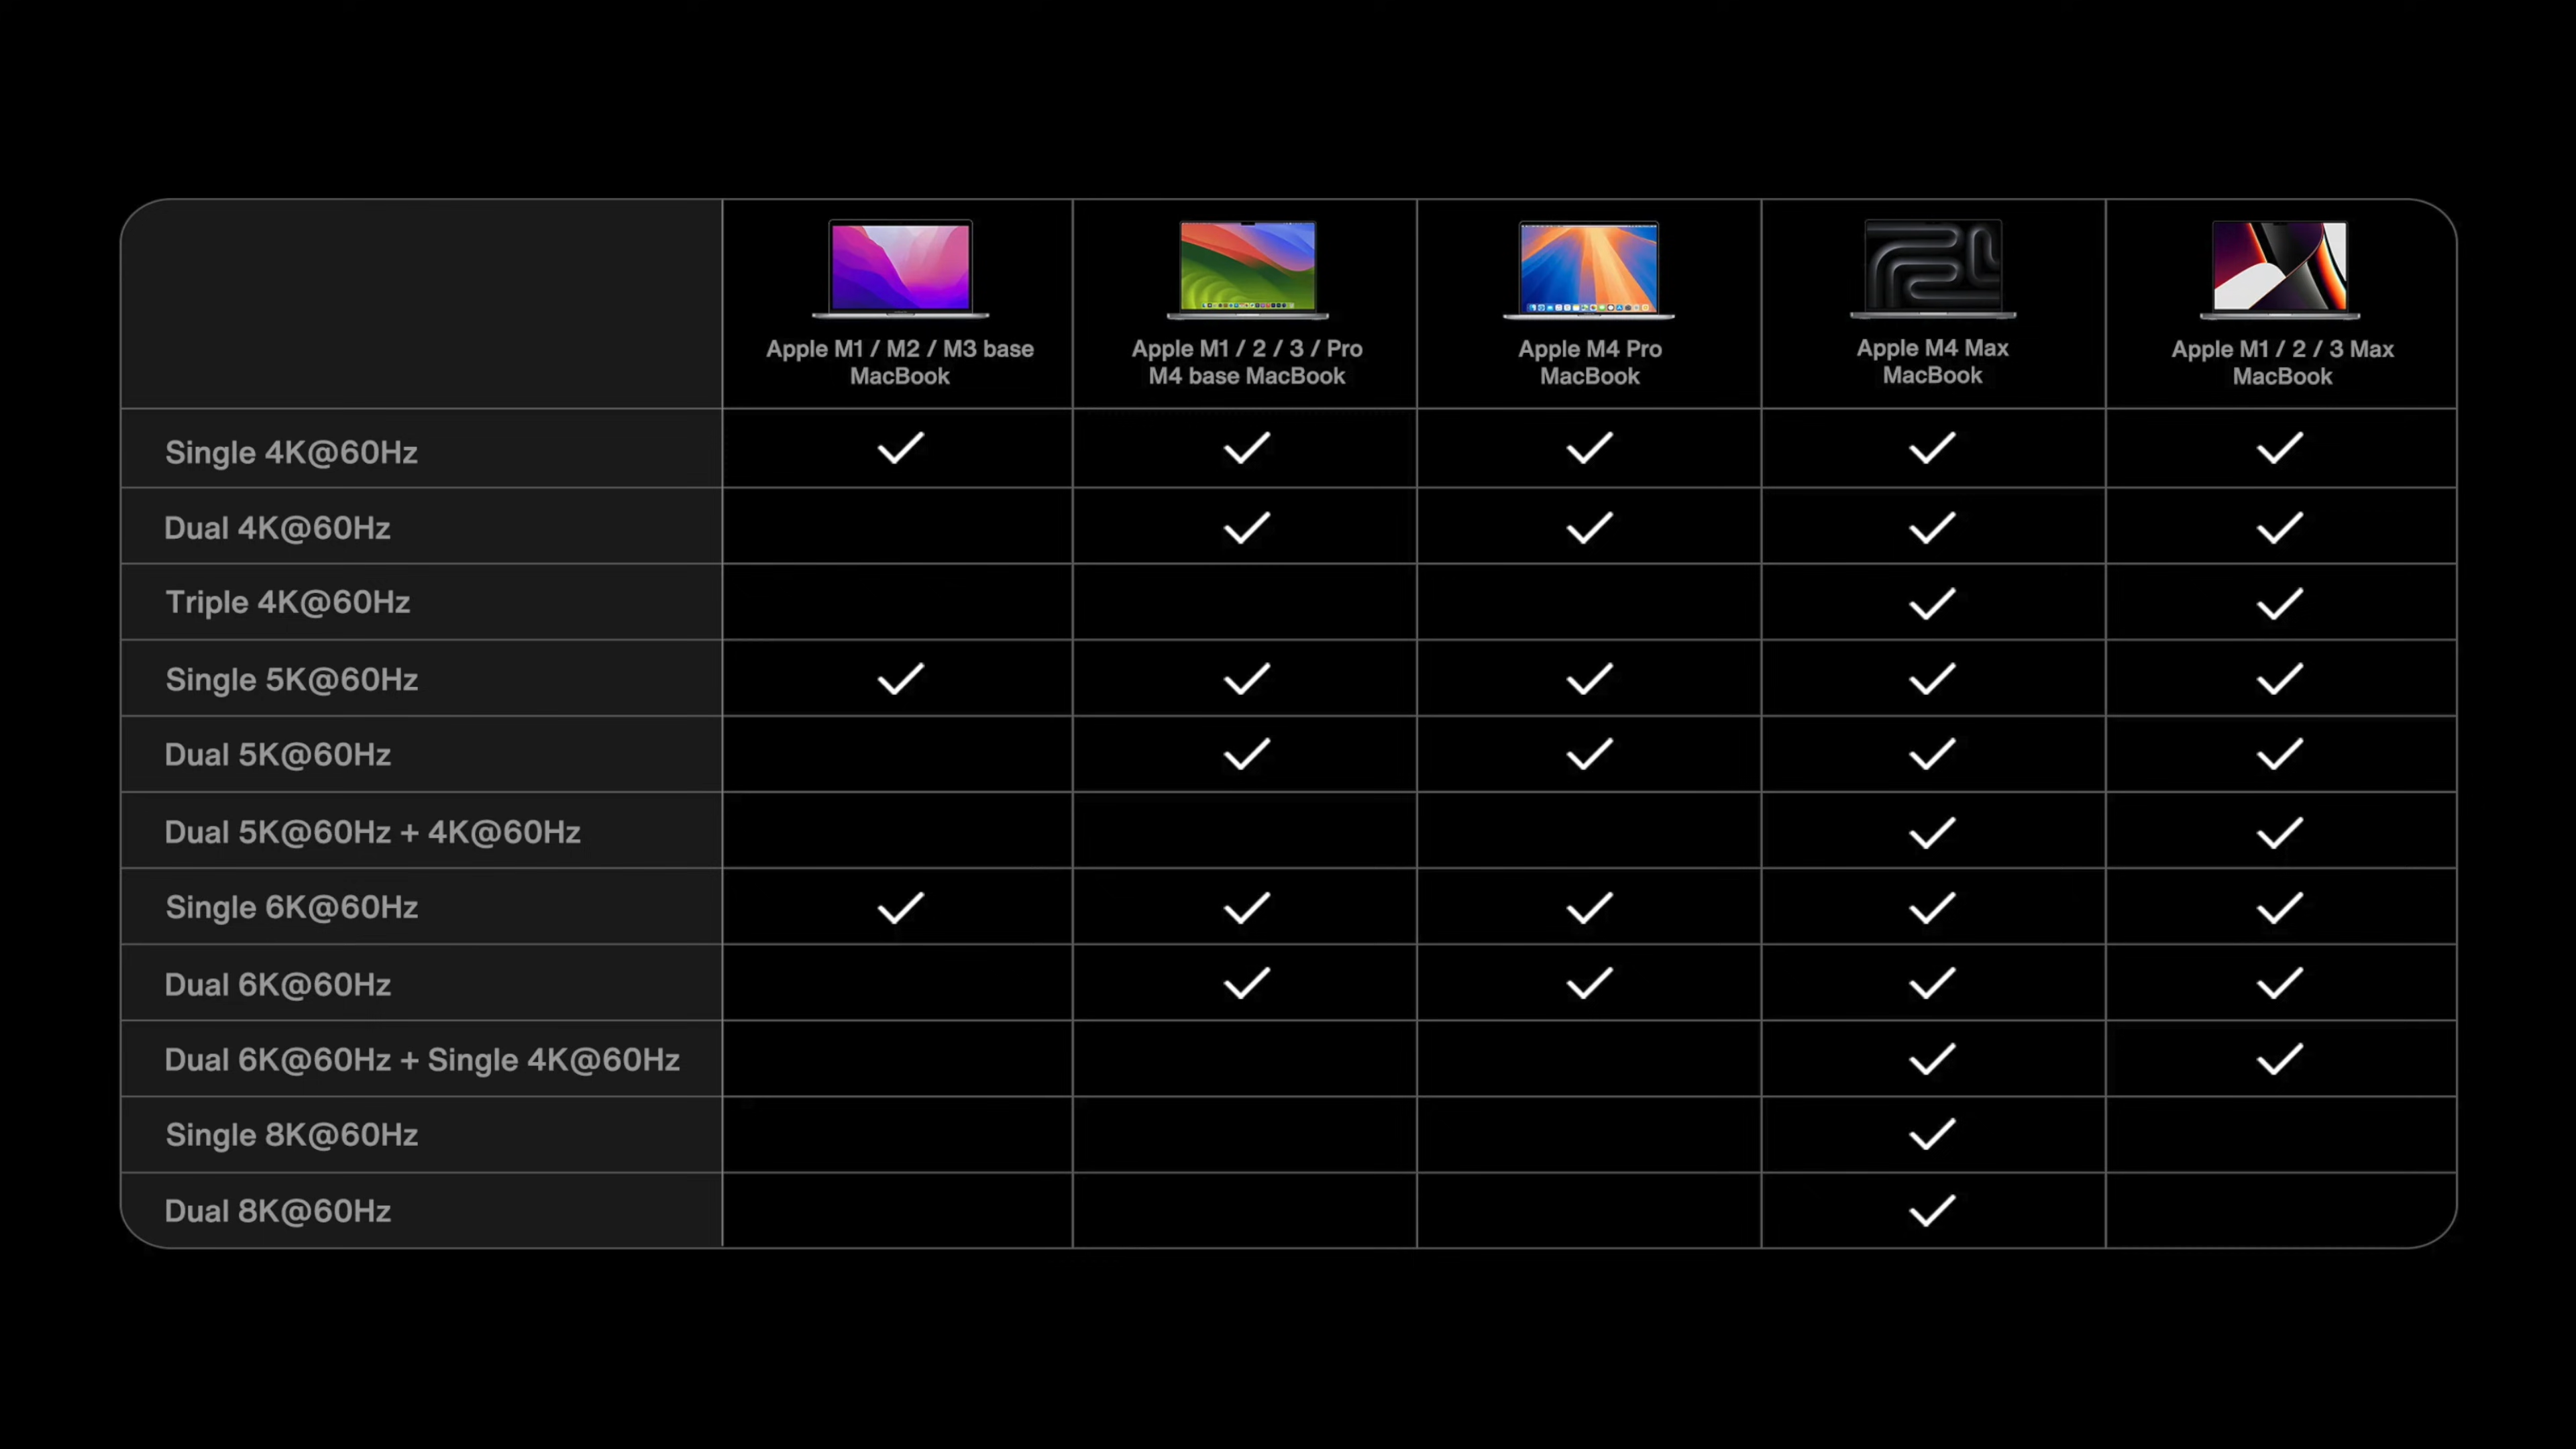 Apple M1 / M2 / M3 base
MacBook
Apple M1 / 2 / 3 / Pro
M4 base MacBook
Apple M4 Pro
MacBook
Apple M4 Max
MacBook
Apple M1 / 2 / 3 Max
MacBook
Single 4K@60Hz
Dual 4K@60Hz
Triple 4K@60Hz
Single 5K@60Hz
Dual 5K@60Hz
Dual 5K@60Hz + 4K@60Hz
Single 6K@60Hz
Dual 6K@60Hz
Dual 6K@60Hz + Single 4K@60Hz
Single 8K@60Hz
Dual 8K@60Hz